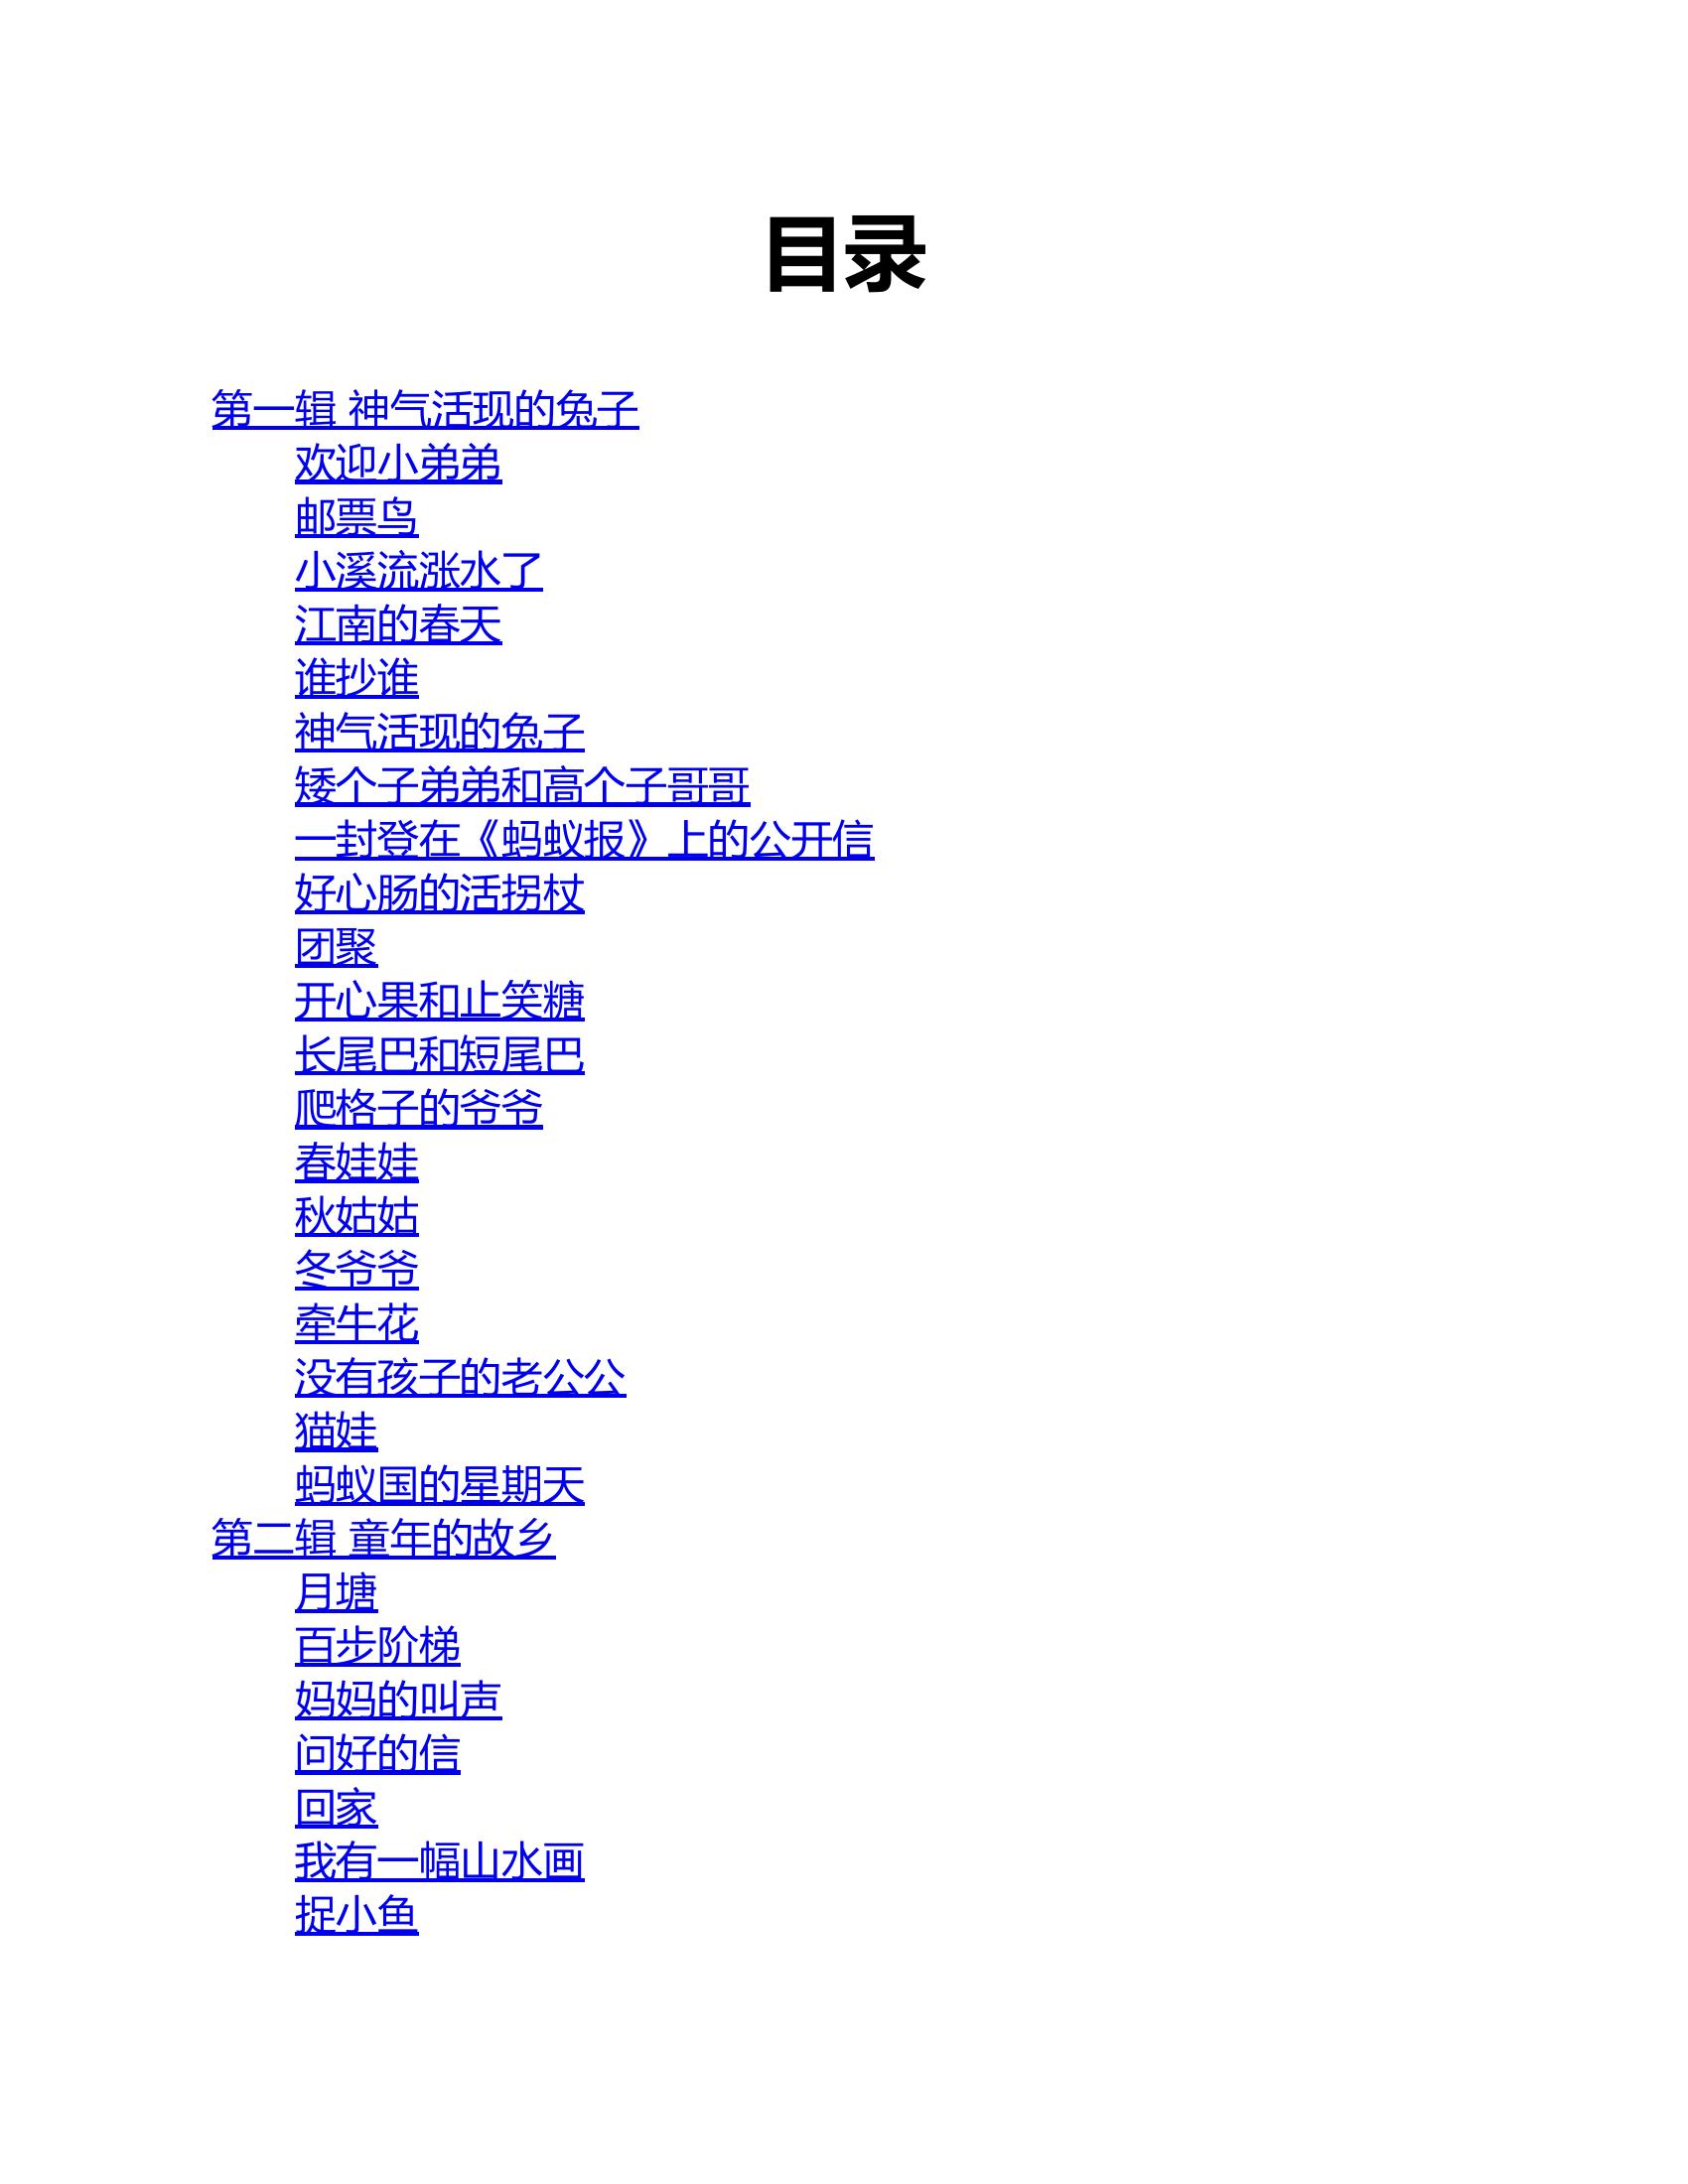 目录
第一辑 神气活现的兔子
欢迎小弟弟
邮票鸟
小溪流涨水了
江南的春天
谁抄谁
神气活现的兔子
矮个子弟弟和高个子哥哥
一封登在《蚂蚁报》上的公开信
好心肠的活拐杖
团聚
开心果和止笑糖
长尾巴和短尾巴
爬格子的爷爷
春娃娃
秋姑姑
冬爷爷
牵牛花
没有孩子的老公公
猫娃
蚂蚁国的星期天
第二辑 童年的故乡
月塘
百步阶梯
妈妈的叫声
问好的信
回家
我有一幅山水画
捉小鱼